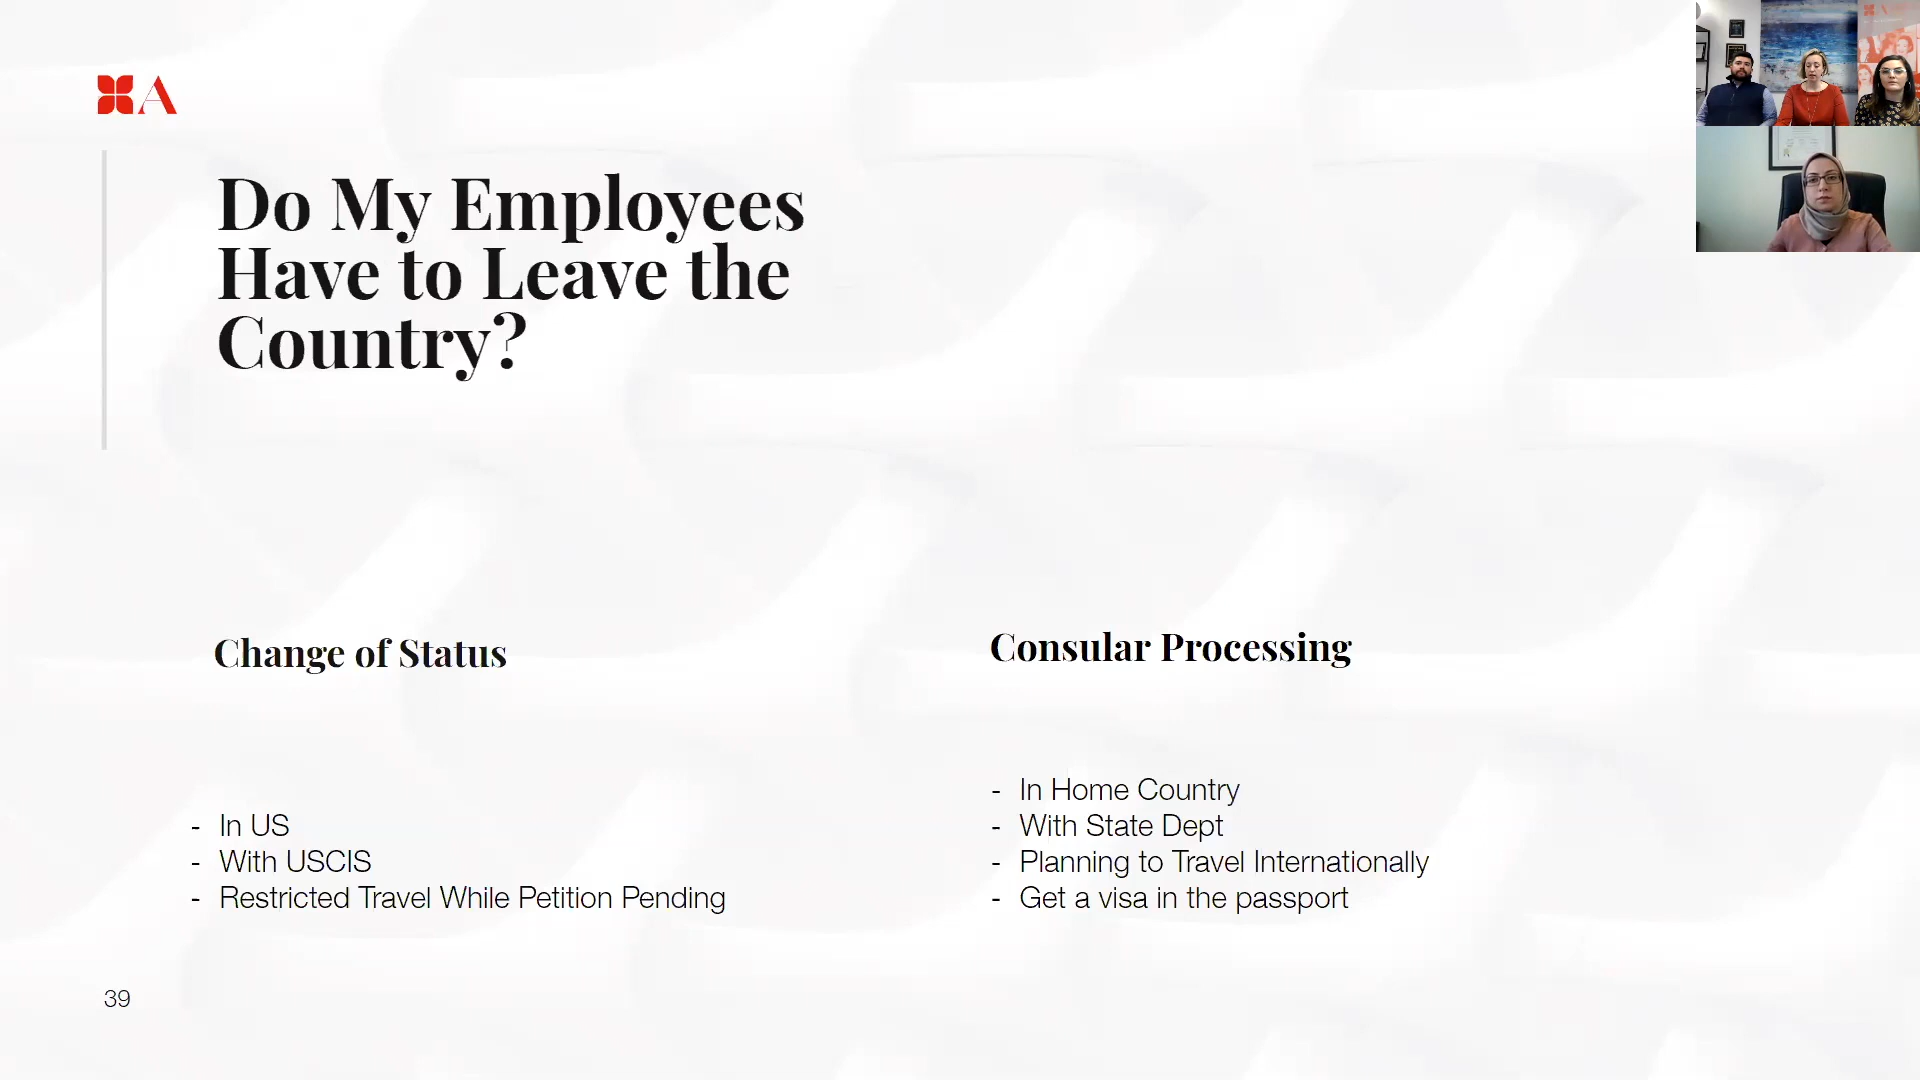 A
Do My Employees
Have to Leave the
Country?
Change of Status
- In US
- With USCIS
- Restricted Travel While Petition Pending
Consular Processing
- In Home Country
- With State Dept
- Planning to Travel Internationally
- Get a visa in the passport
39